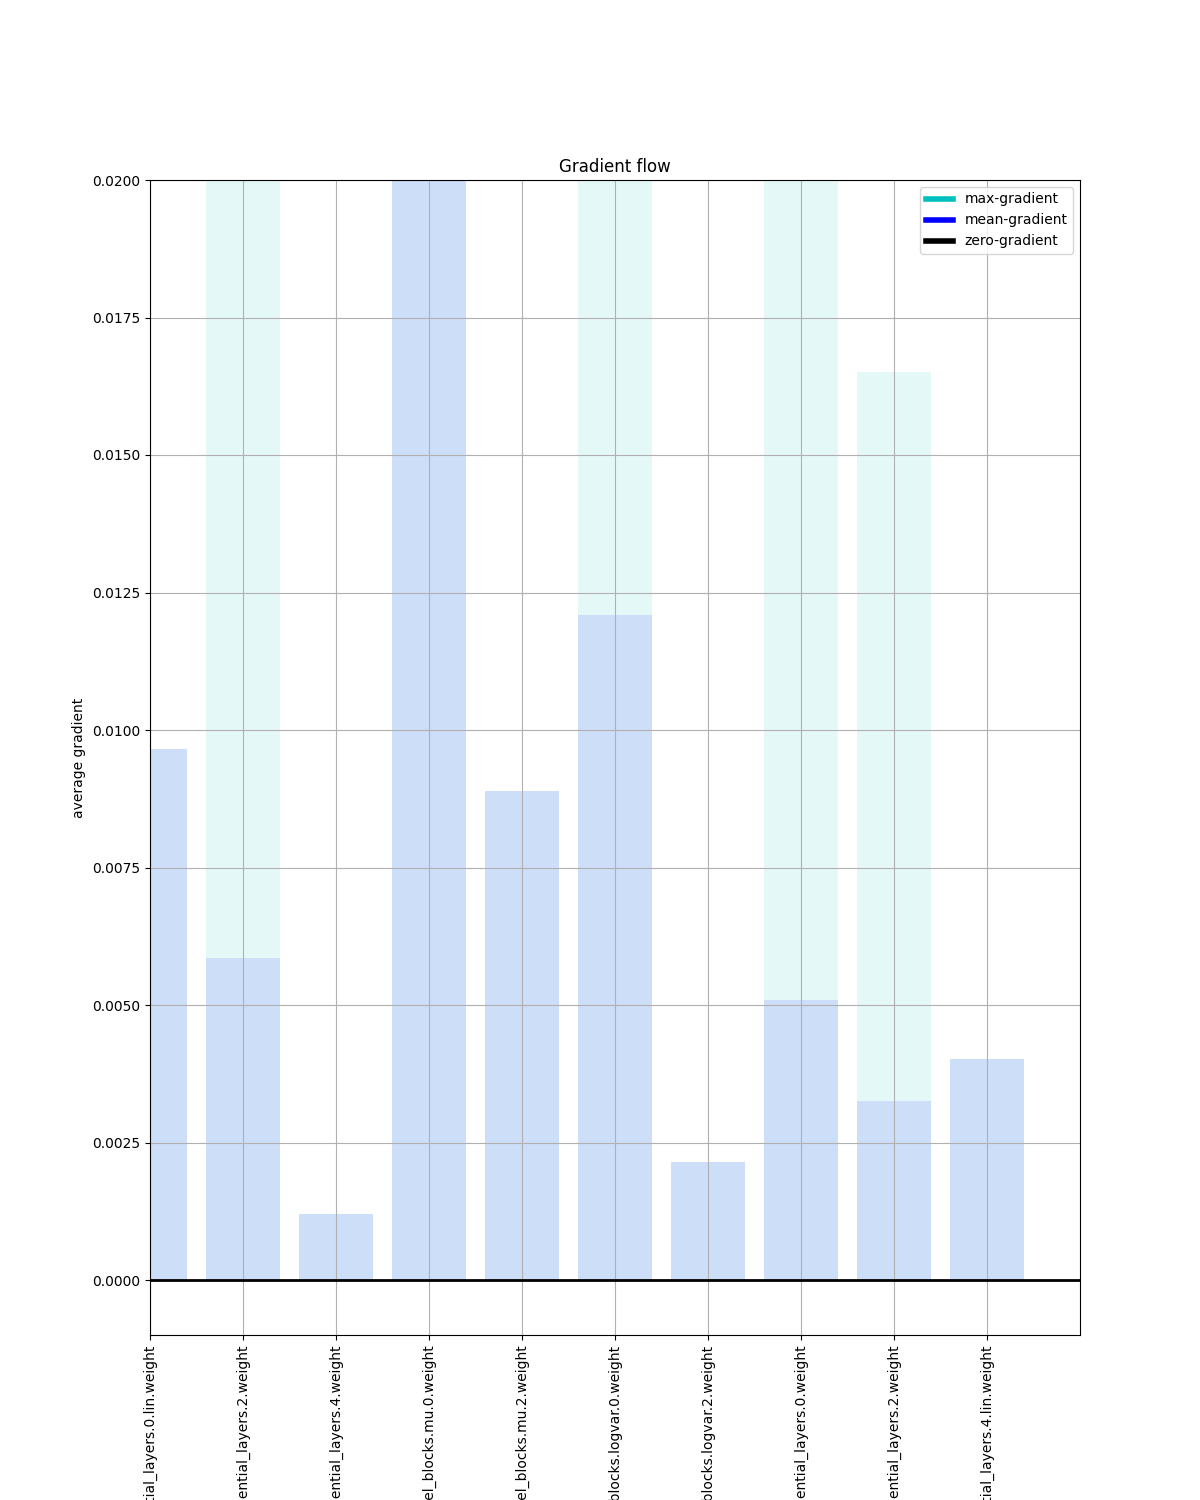 Gradient flow
max-gradient
mean-gradient
zero-gradient
0.0200
0.0175
0.0150
0.0125
0.0100
0.0075
0.0050
0.0025
0.0000
average gradient
tial_layers.0.lin.weight
ential_layers.2.weight
ential_layers.4.weight
el_blocks.mu.0.weight
el_blocks.mu.2.weight
blocks.logvar.0.weight
blocks.logvar.2.weight
ential_layers.0.weight
ential_layers.2.weight
tial_layers.4.lin.weight